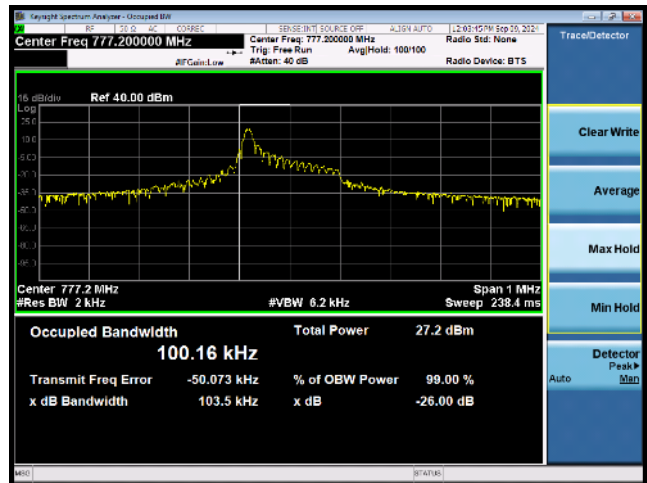 Keysight Spectrum Analyzer - Occupied BW
RF 50 Ω AC CORREC SENSE:INT SOURCE OFF ALIGN AUTO 12:03:45 PM Sep 09, 2024
Center Freq 777.200000 MHz
Center Freq: 777.200000 MHz
Radio Std: None
Trace/Detector
Trig: Free Run Avg|Hold: 100/100
#IFGain:Low #Atten: 40 dB Radio Device: BTS
16 dB/div Ref 40.00 dBm
Log
Clear Write
Average
Max Hold
Min Hold
Center 777.2 MHz Span 1 MHz
#Res BW 2 kHz #VBW 6.2 kHz Sweep 238.4 ms
Occupied Bandwidth Total Power 27.2 dBm
100.16 kHz
Transmit Freq Error -50.073 kHz % of OBW Power 99.00 %
x dB Bandwidth 103.5 kHz x dB -26.00 dB
Detector
Peak▶
Auto Man
MSG STATUS